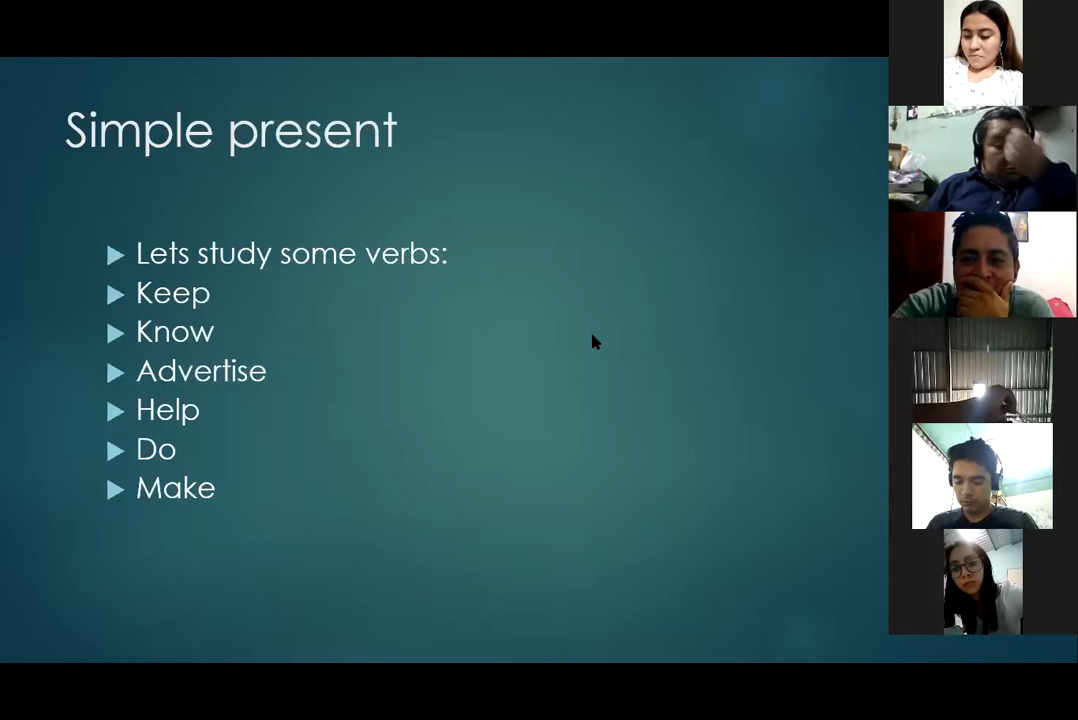 Simple present
Lets study some verbs:
Keep
Know
Advertise
Help
Do
Make